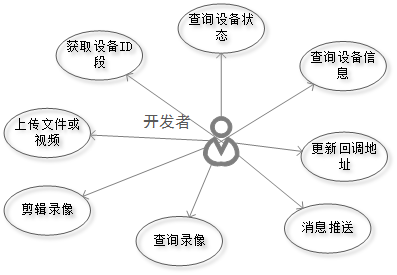 查询设备状
态
获取设备ID
段
查询设备信
息
开发者
上传文件或
视频
更新回调地
址
剪辑录像
查询录像
消息推送